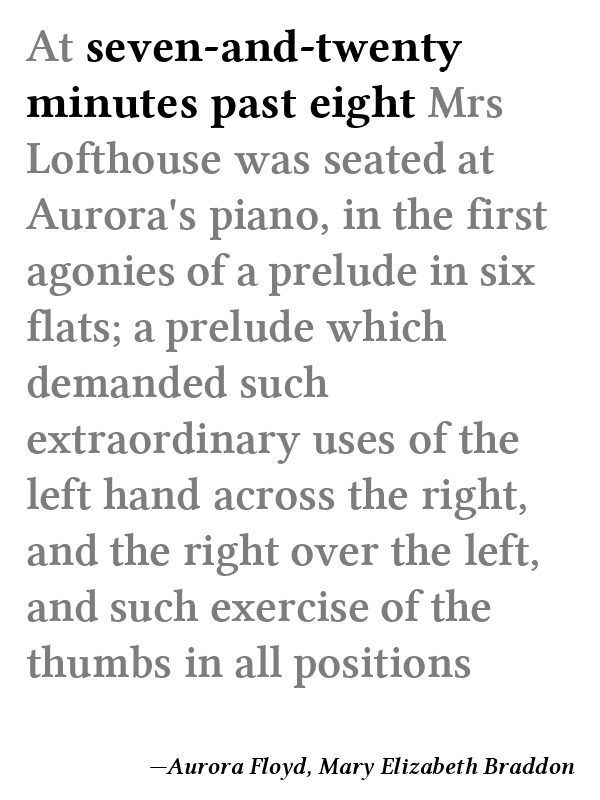 At seven-and-twenty
minutes past eight Mrs
Lofthouse was seated at
Aurora's piano, in the first
agonies of a prelude in six
flats; a prelude which
demanded such
extraordinary uses of the
left hand across the right,
and the right over the left,
and such exercise of the
thumbs in all positions
—Aurora Floyd, Mary Elizabeth Braddon